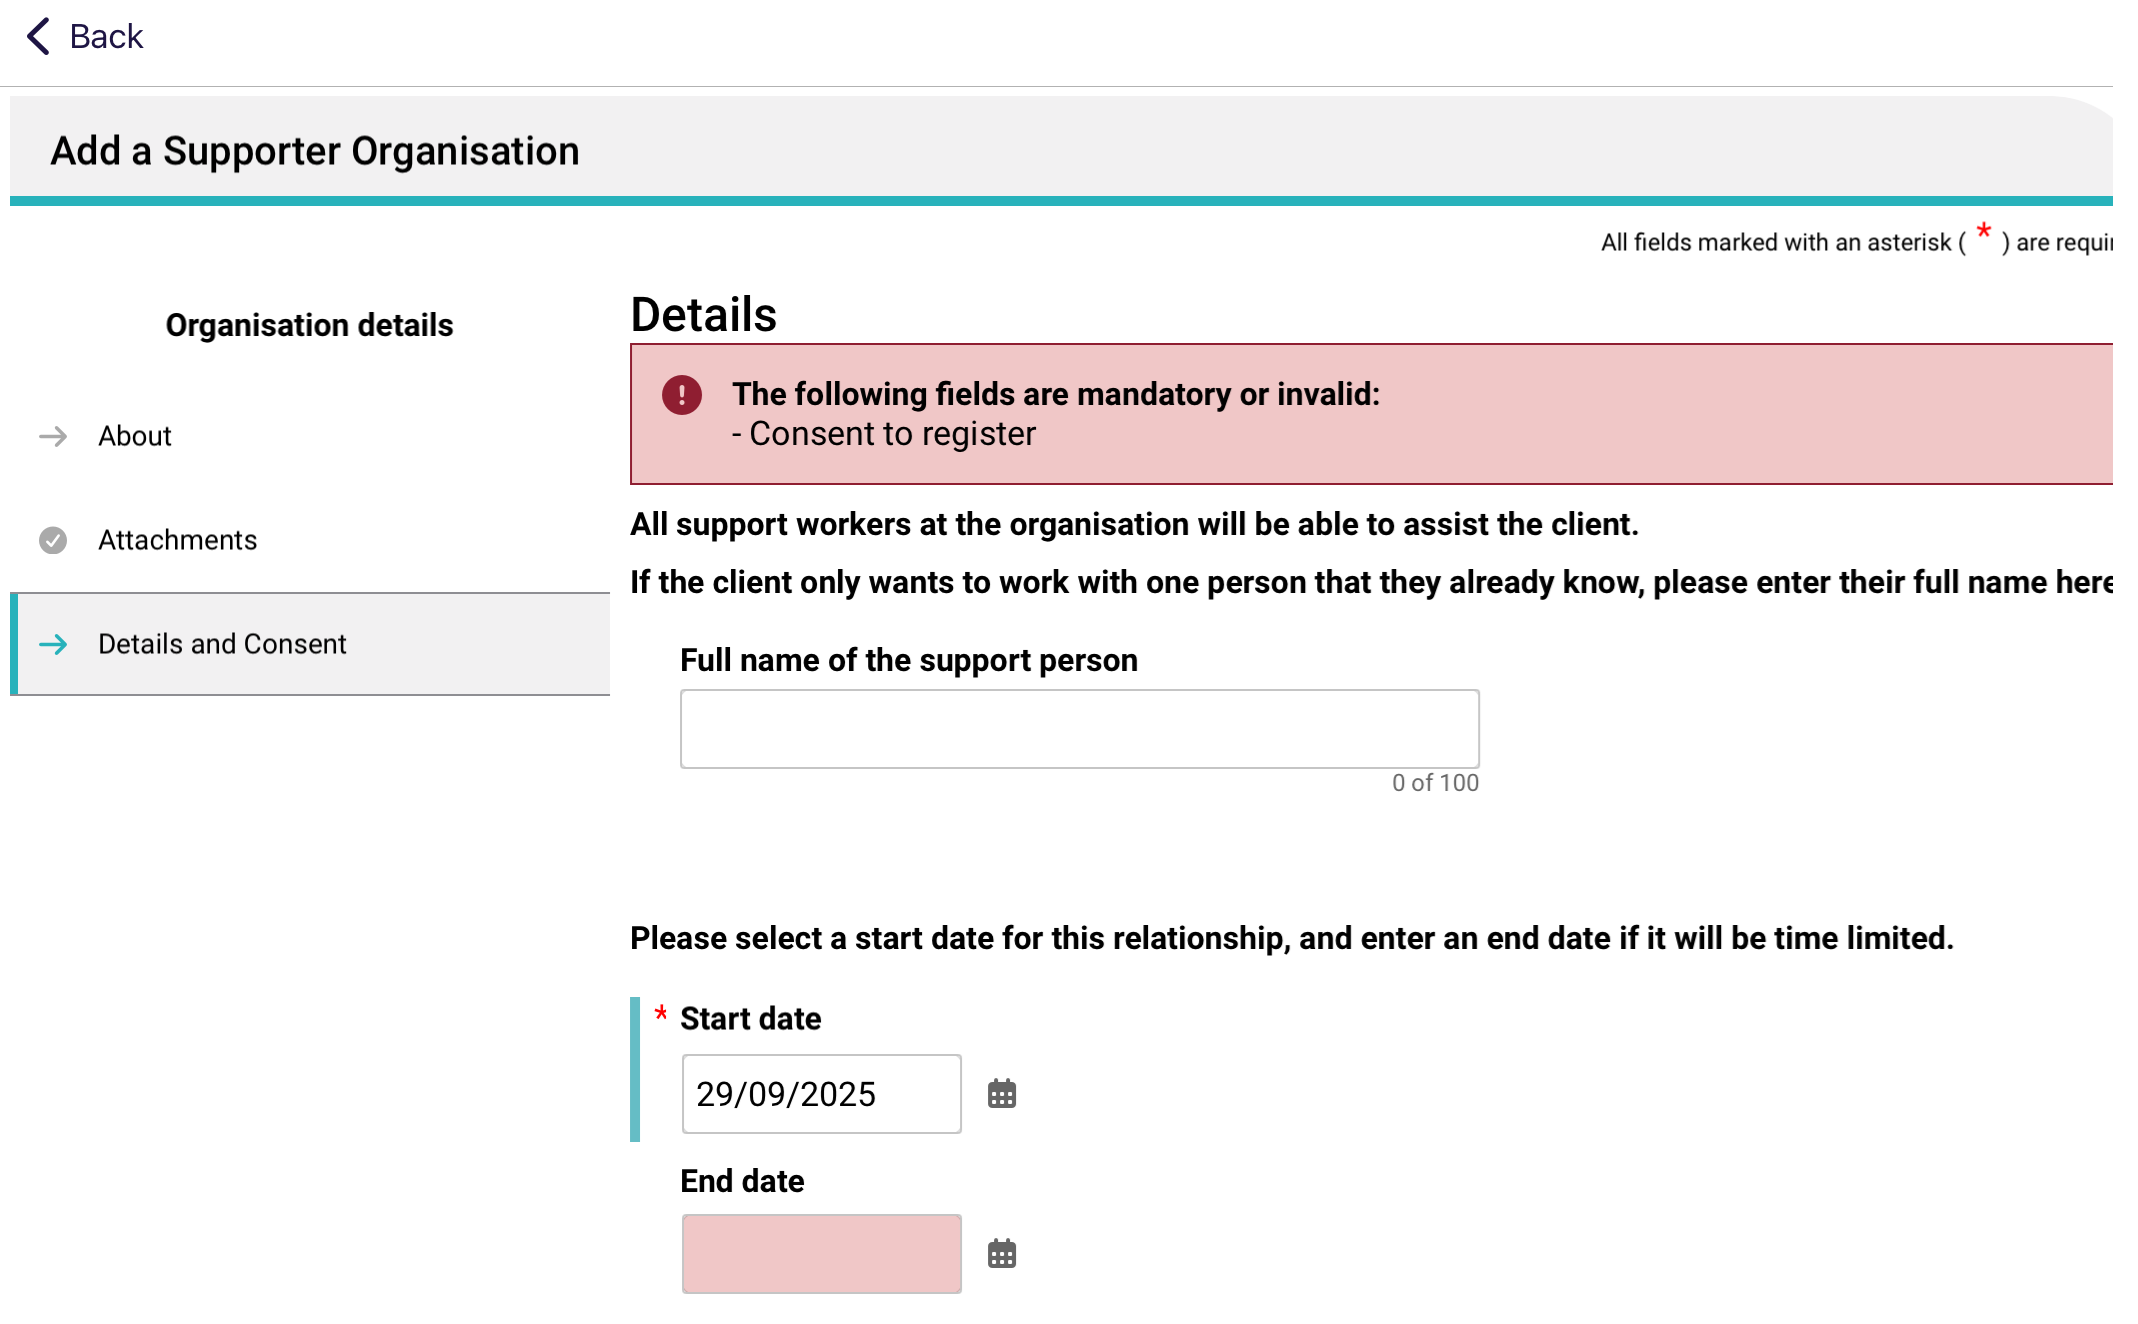 Back
Add a Supporter Organisation
All fields marked with an asterisk ( * ) are requi
Organisation details
About
Attachments
Details and Consent
Details
The following fields are mandatory or invalid:
- Consent to register
All support workers at the organisation will be able to assist the client.
If the client only wants to work with one person that they already know, please enter their full name here
Full name of the support person
0 of 100
Please select a start date for this relationship, and enter an end date if it will be time limited.
* Start date
29/09/2025
End date